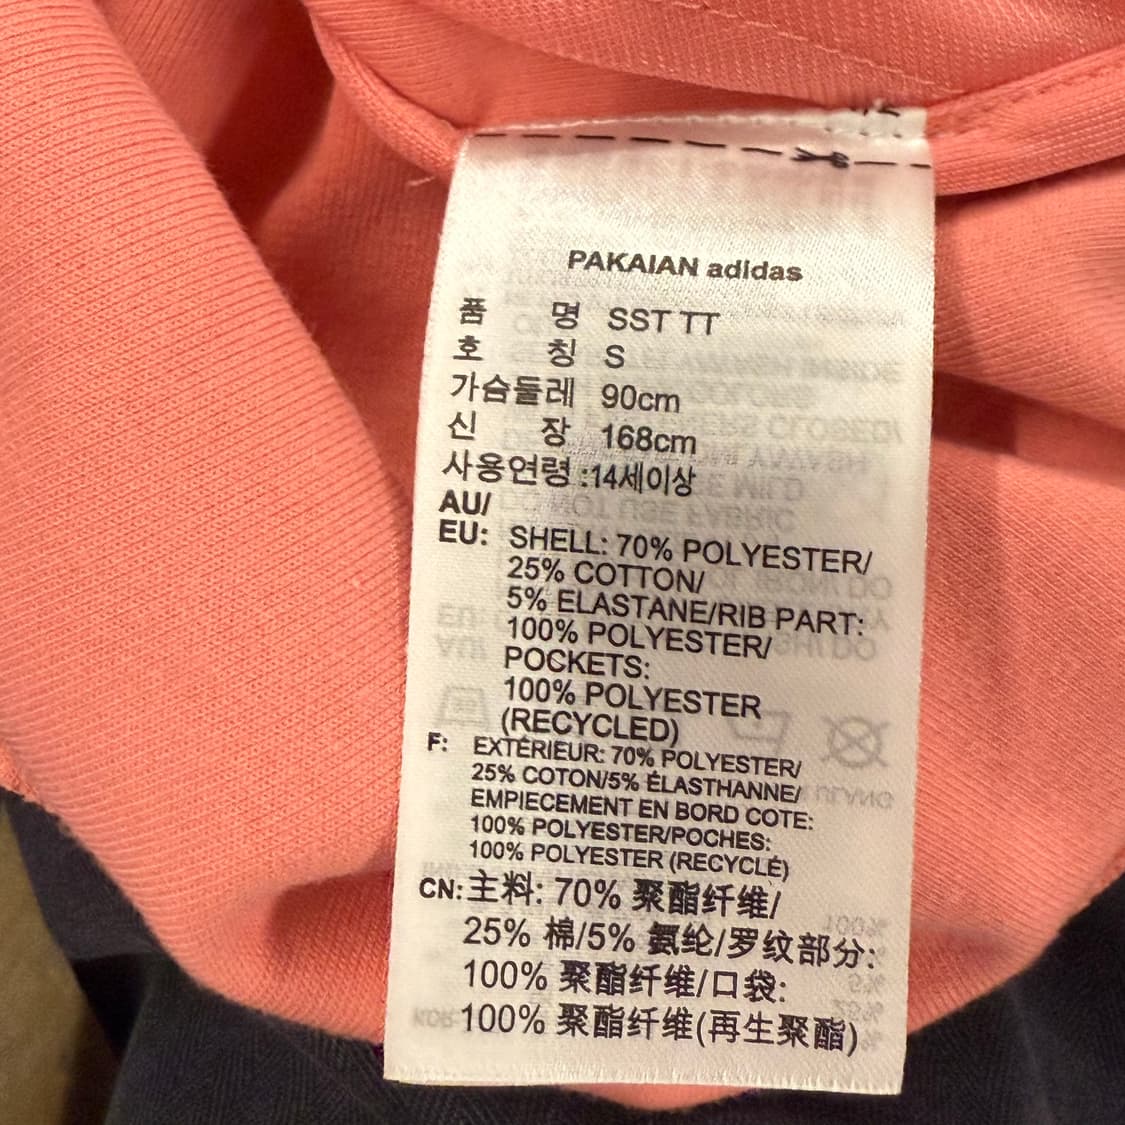 PAKAIAN adidas
품 명 SST TT
호 칭 S
가슴둘레 90cm
신 장 168cm
사용연령 :14세이상
AU/
EU: SHELL: 70% POLYESTER/
25% COTTON/
5% ELASTANE/RIB PART:
100% POLYESTER/
POCKETS:
100% POLYESTER
(RECYCLED)
F: EXTÉRIEUR: 70% POLYESTER/
25% COTON/5% ÉLASTHANNE/
EMPIECEMENT EN BORD COTE:
100% POLYESTER/POCHES:
100% POLYESTER (RECYCLÉ)
CN: 主料: 70% 聚酯纤维/
25% 棉/5% 氨纶/罗纹部分:
100% 聚酯纤维/口袋:
100% 聚酯纤维(再生聚酯)